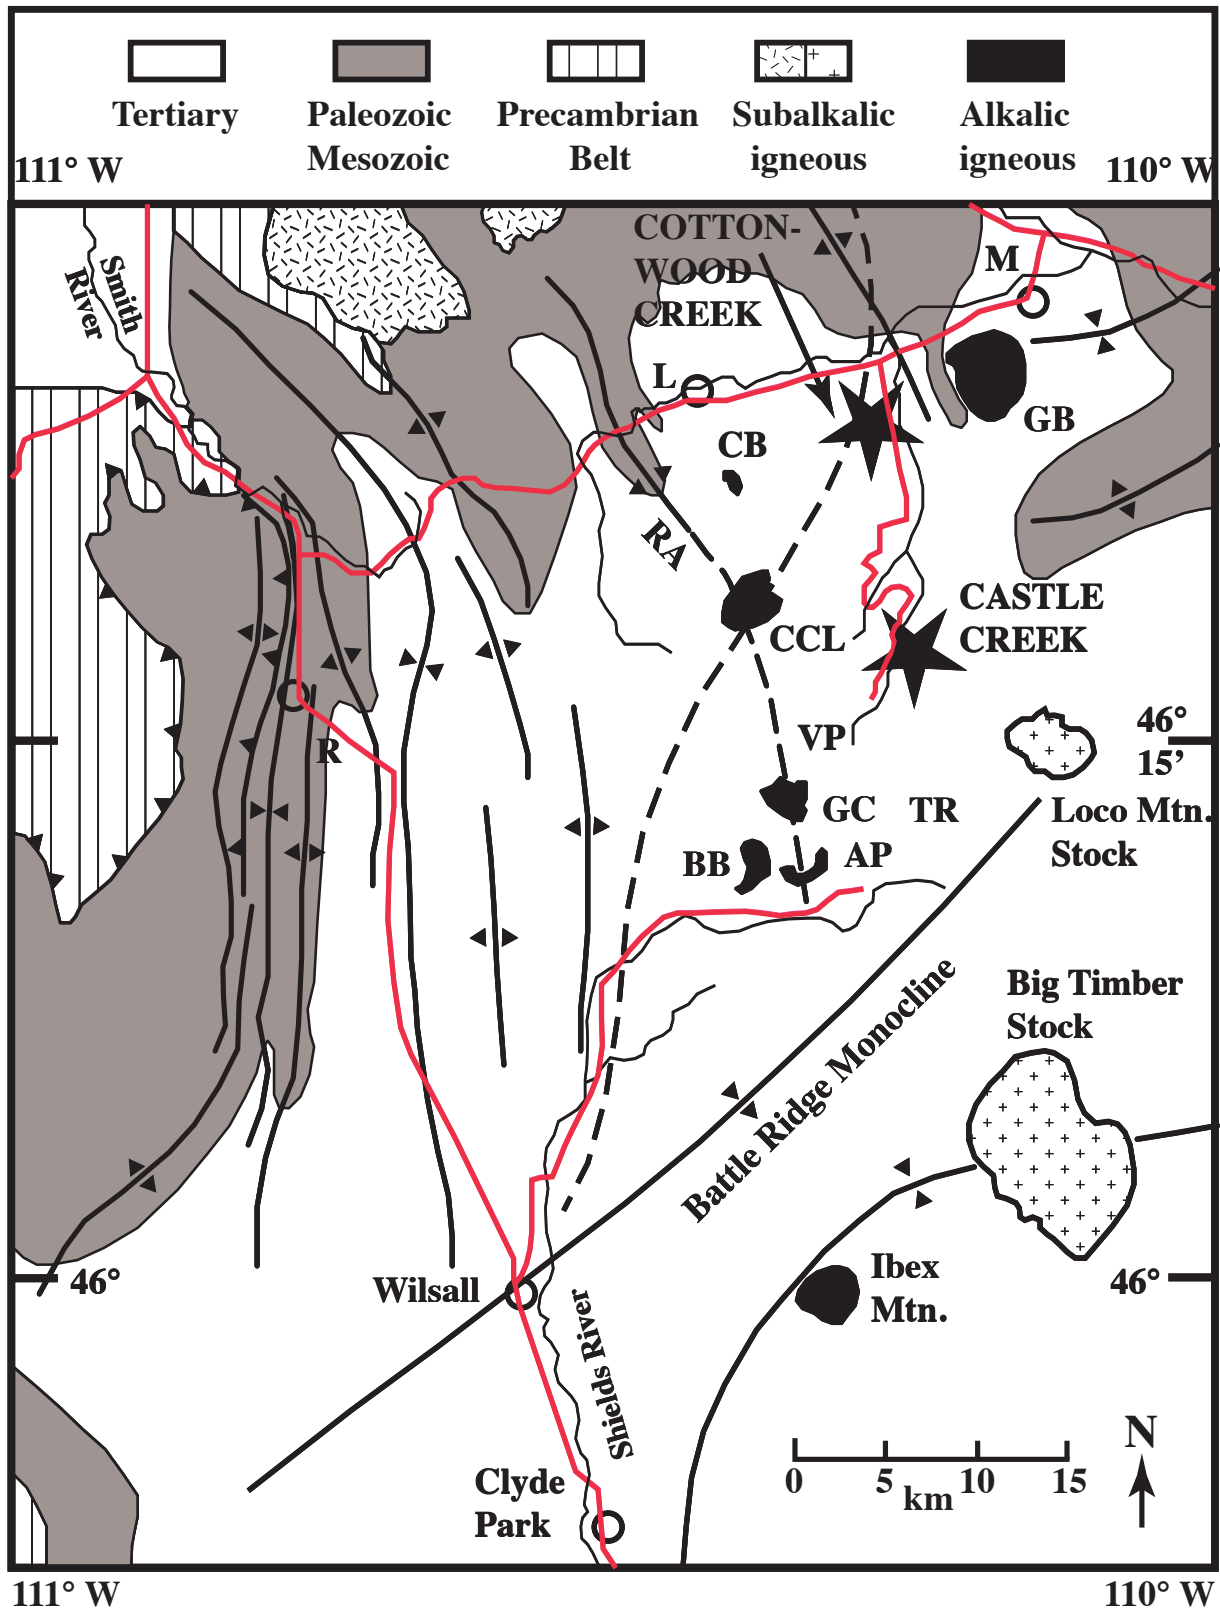 Tertiary
Paleozoic
Mesozoic
Precambrian
Belt
Subalkalic
igneous
Alkalic
igneous
111° W
110° W
COTTON-
WOOD
CREEK
M
Smith
River
L
GB
CB
RA
CASTLE
CREEK
CCL
VP
46°
15’
R
GC
TR
Loco Mtn.
Stock
BB
AP
Big Timber
Stock
Battle Ridge Monocline
46°
Wilsall
Ibex
Mtn.
46°
Shields River
N
0
5
10
15
km
Clyde
Park
111° W
110° W